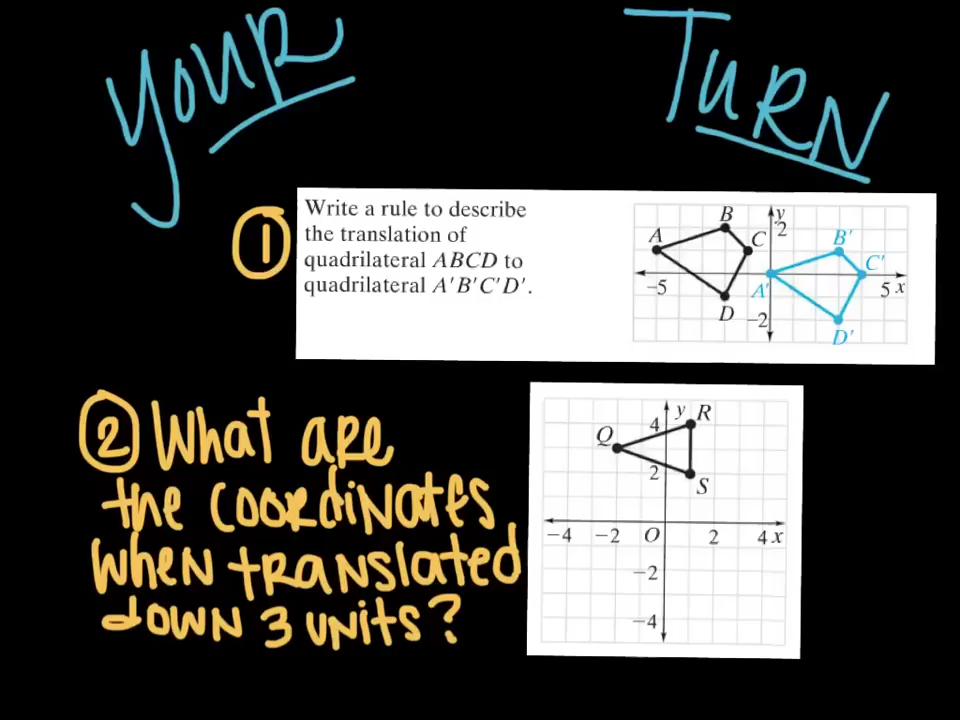 YOUR TURN
1
Write a rule to describe
the translation of
quadrilateral ABCD to
quadrilateral A'B'C'D'.
B y 2 B'
A C C'
-5 A' 5 x
D -2 D'
2 What are
the coordinates
when translated
down 3 units?
4 y R
Q
2 S
-4 -2 O 2 4 x
-2
-4